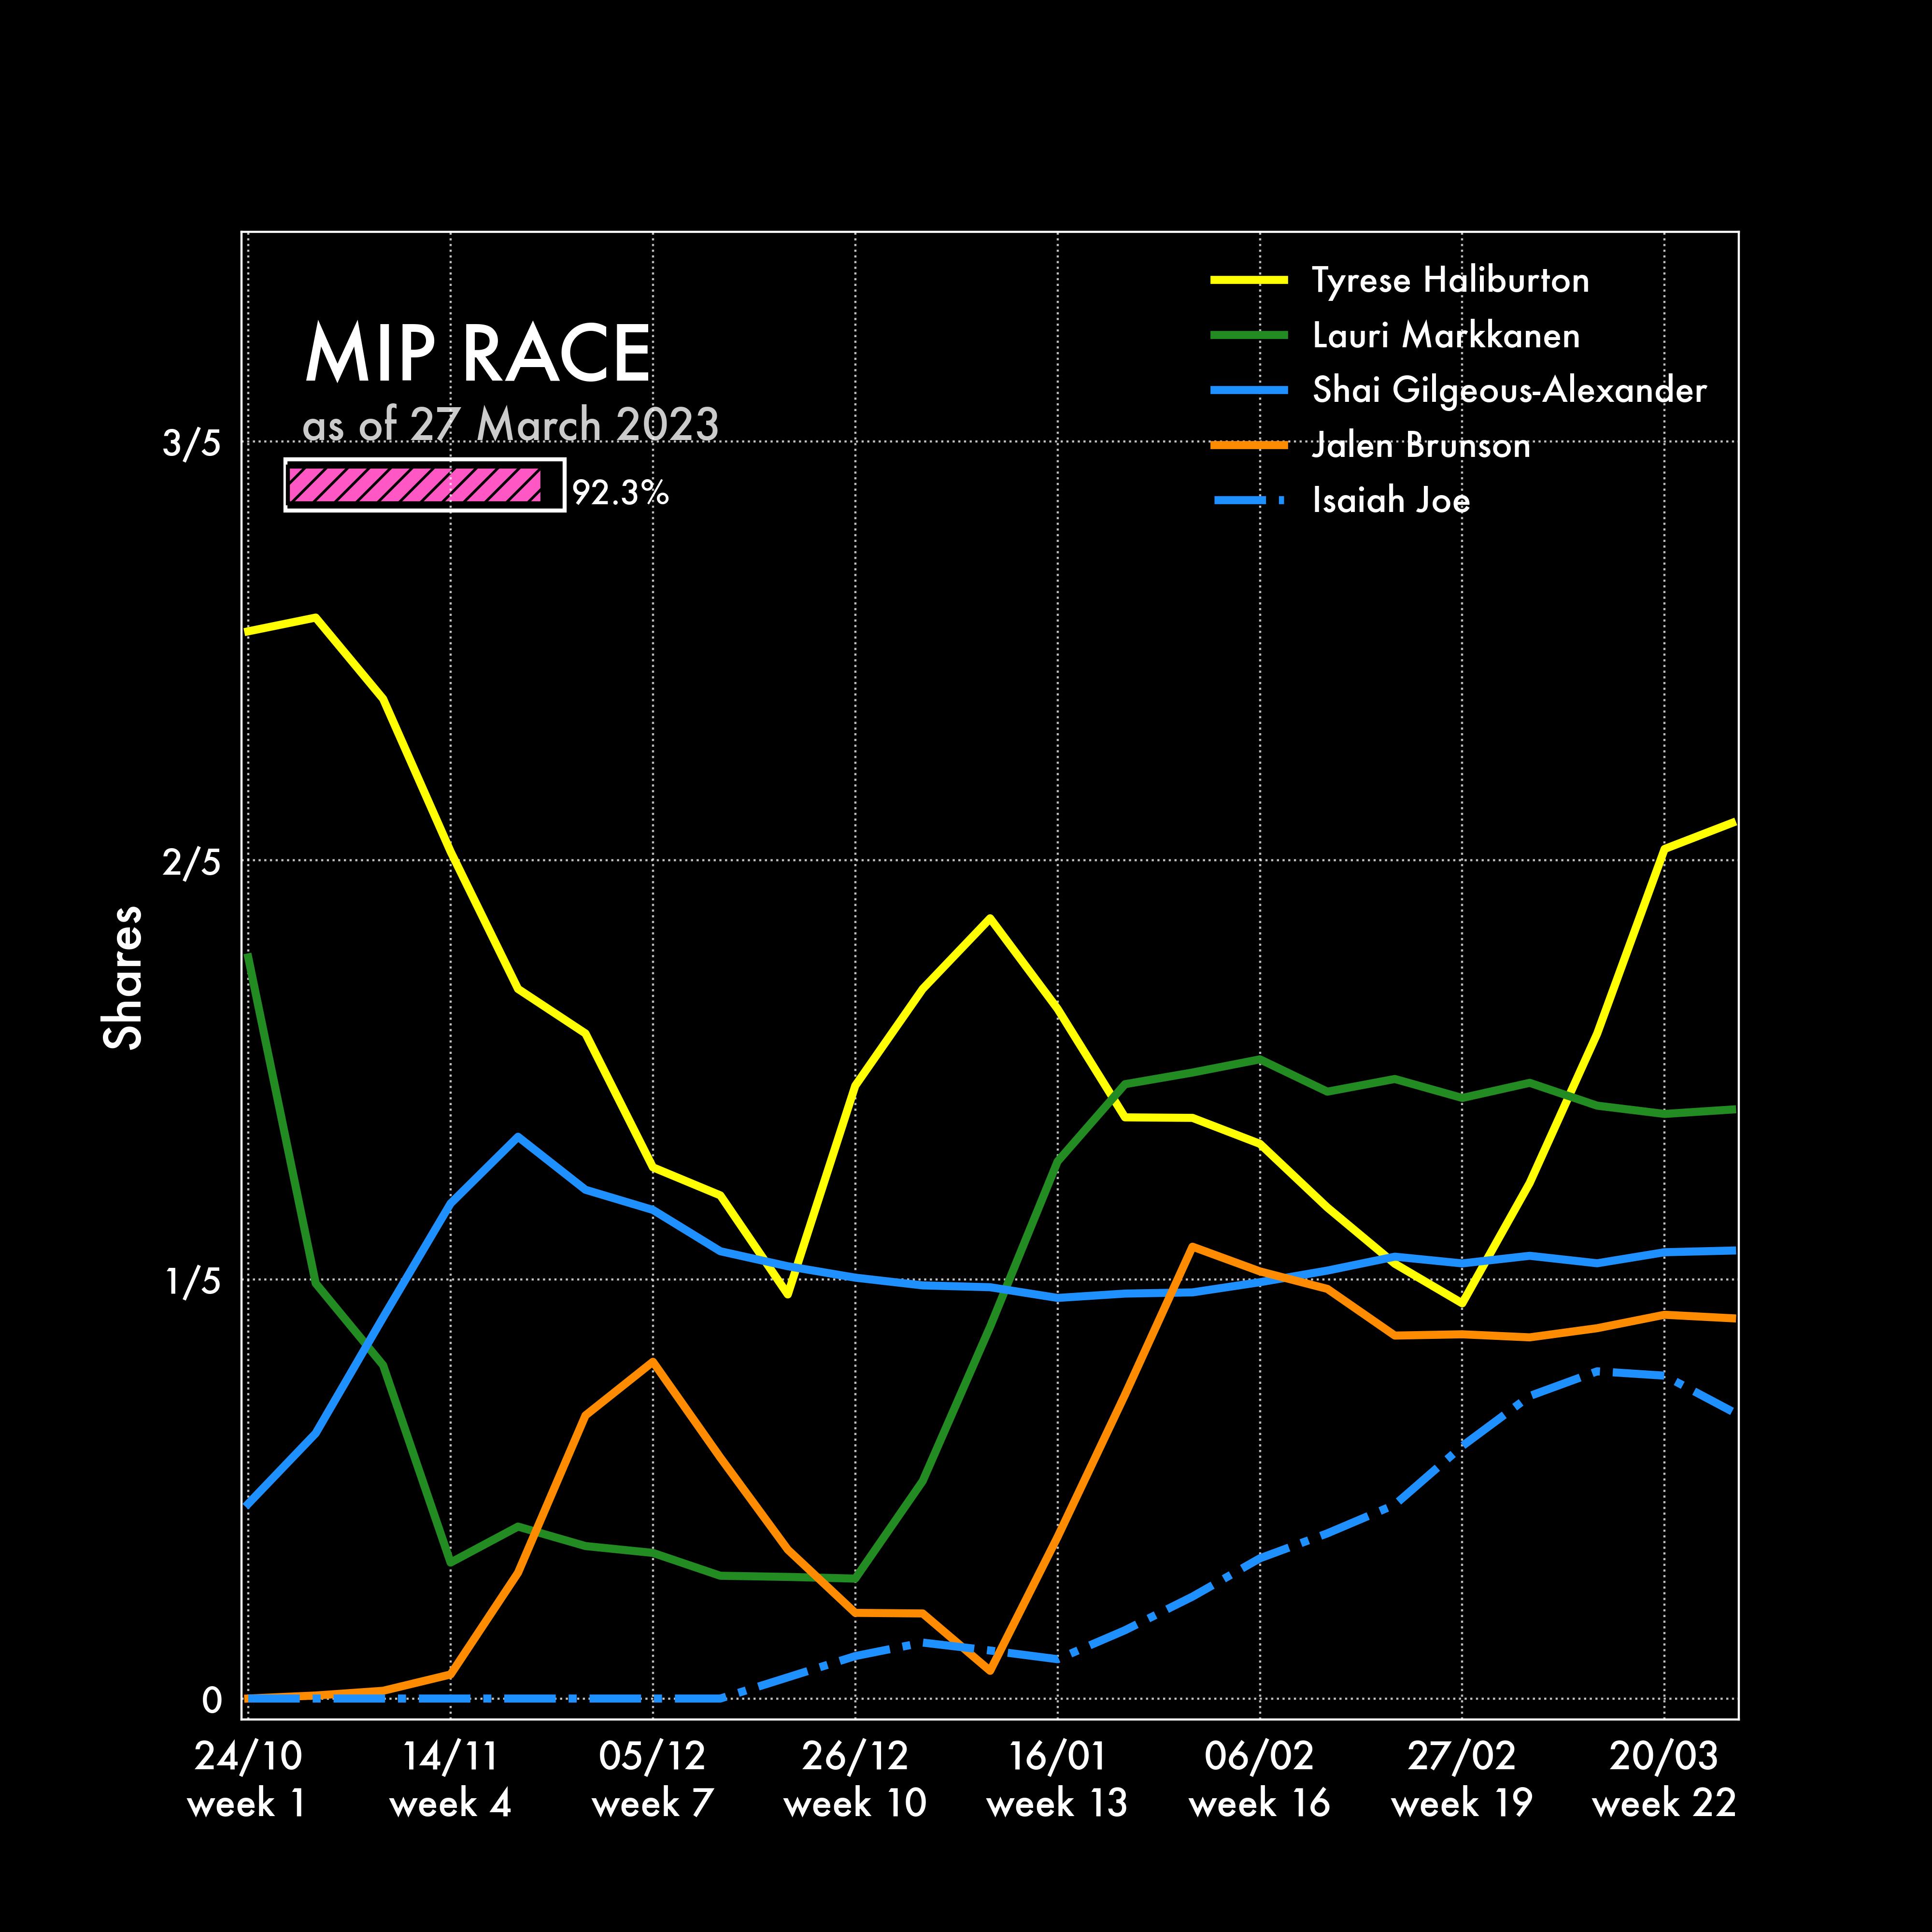 MIP RACE
as of 27 March 2023
92.3%
Tyrese Haliburton
Lauri Markkanen
Shai Gilgeous-Alexander
Jalen Brunson
Isaiah Joe
Shares
3/5
2/5
1/5
0
24/10 14/11 05/12 26/12 16/01 06/02 27/02 20/03
week 1 week 4 week 7 week 10 week 13 week 16 week 19 week 22